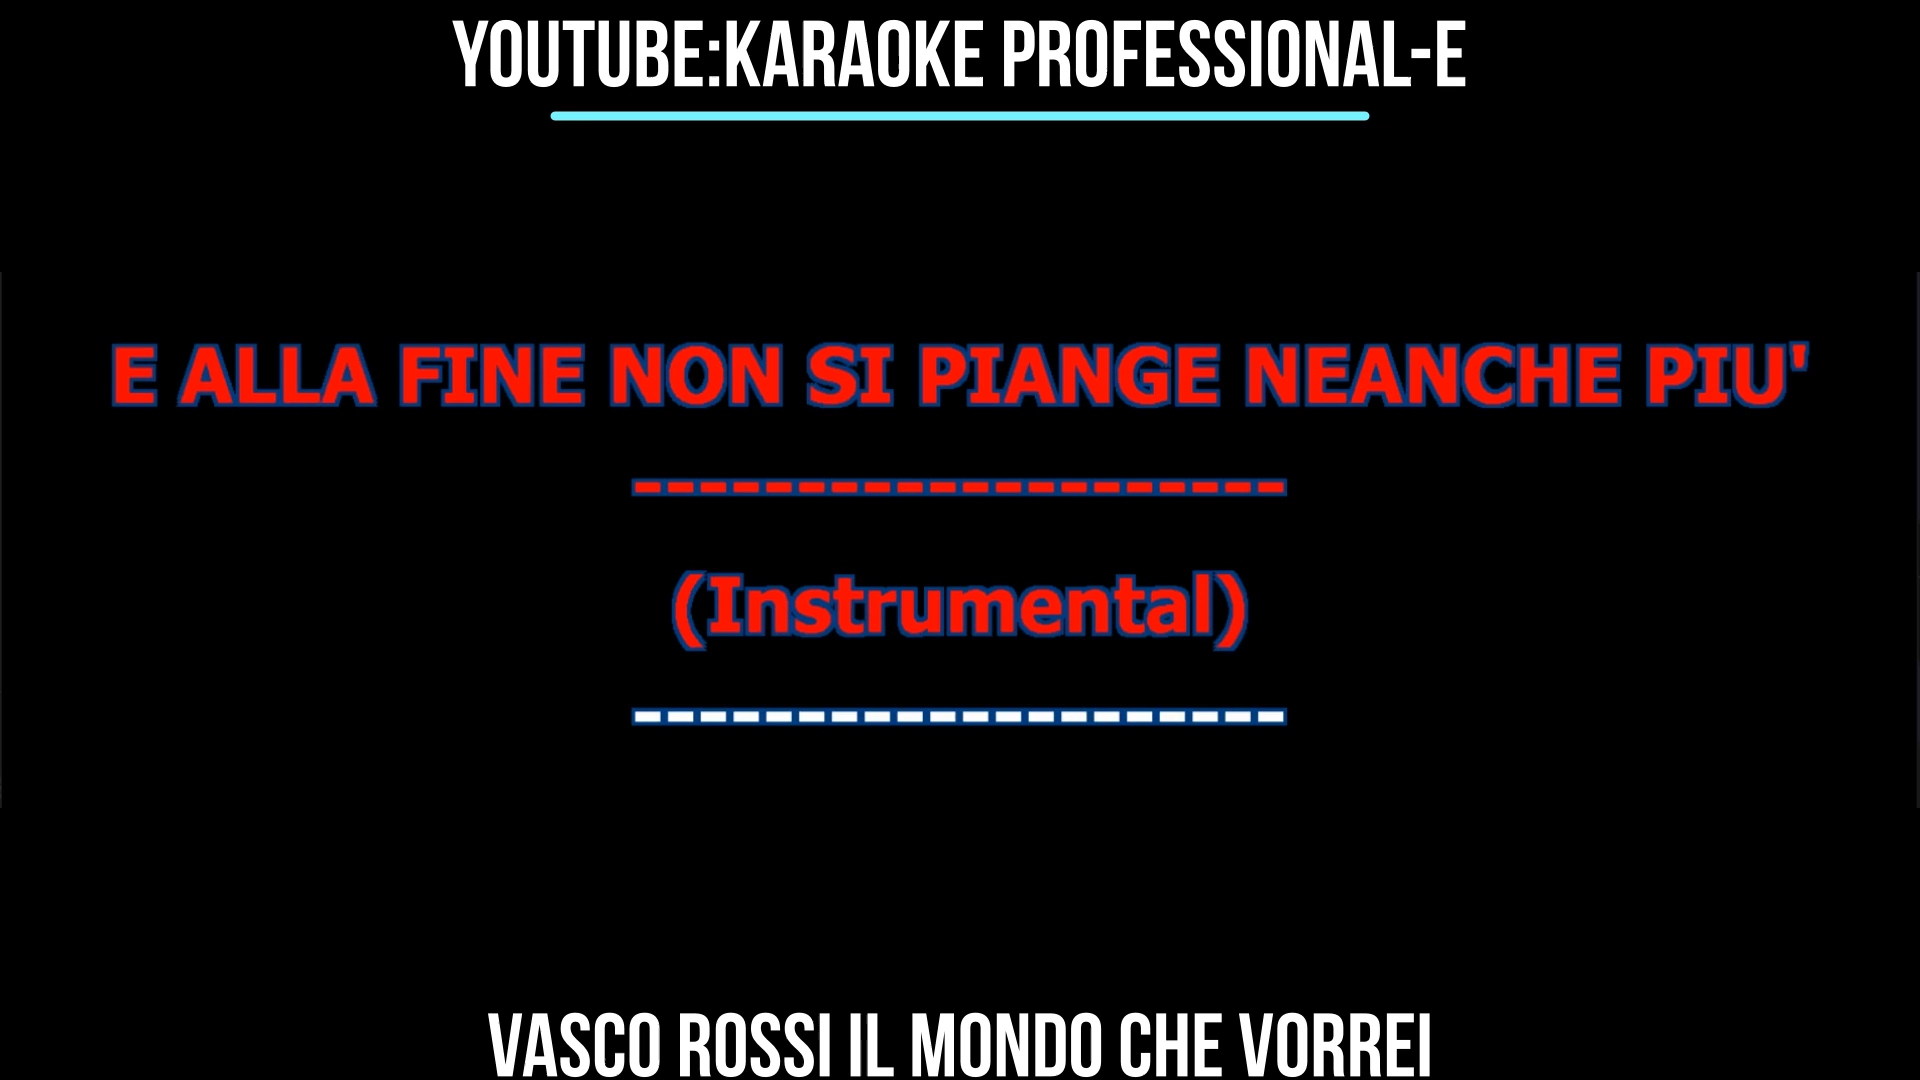 YOUTUBE:KARAOKE PROFESSIONAL-E
E ALLA FINE NON SI PIANGE NEANCHE PIU'
--------------------
(Instrumental)
--------------------
VASCO ROSSI IL MONDO CHE VORREI